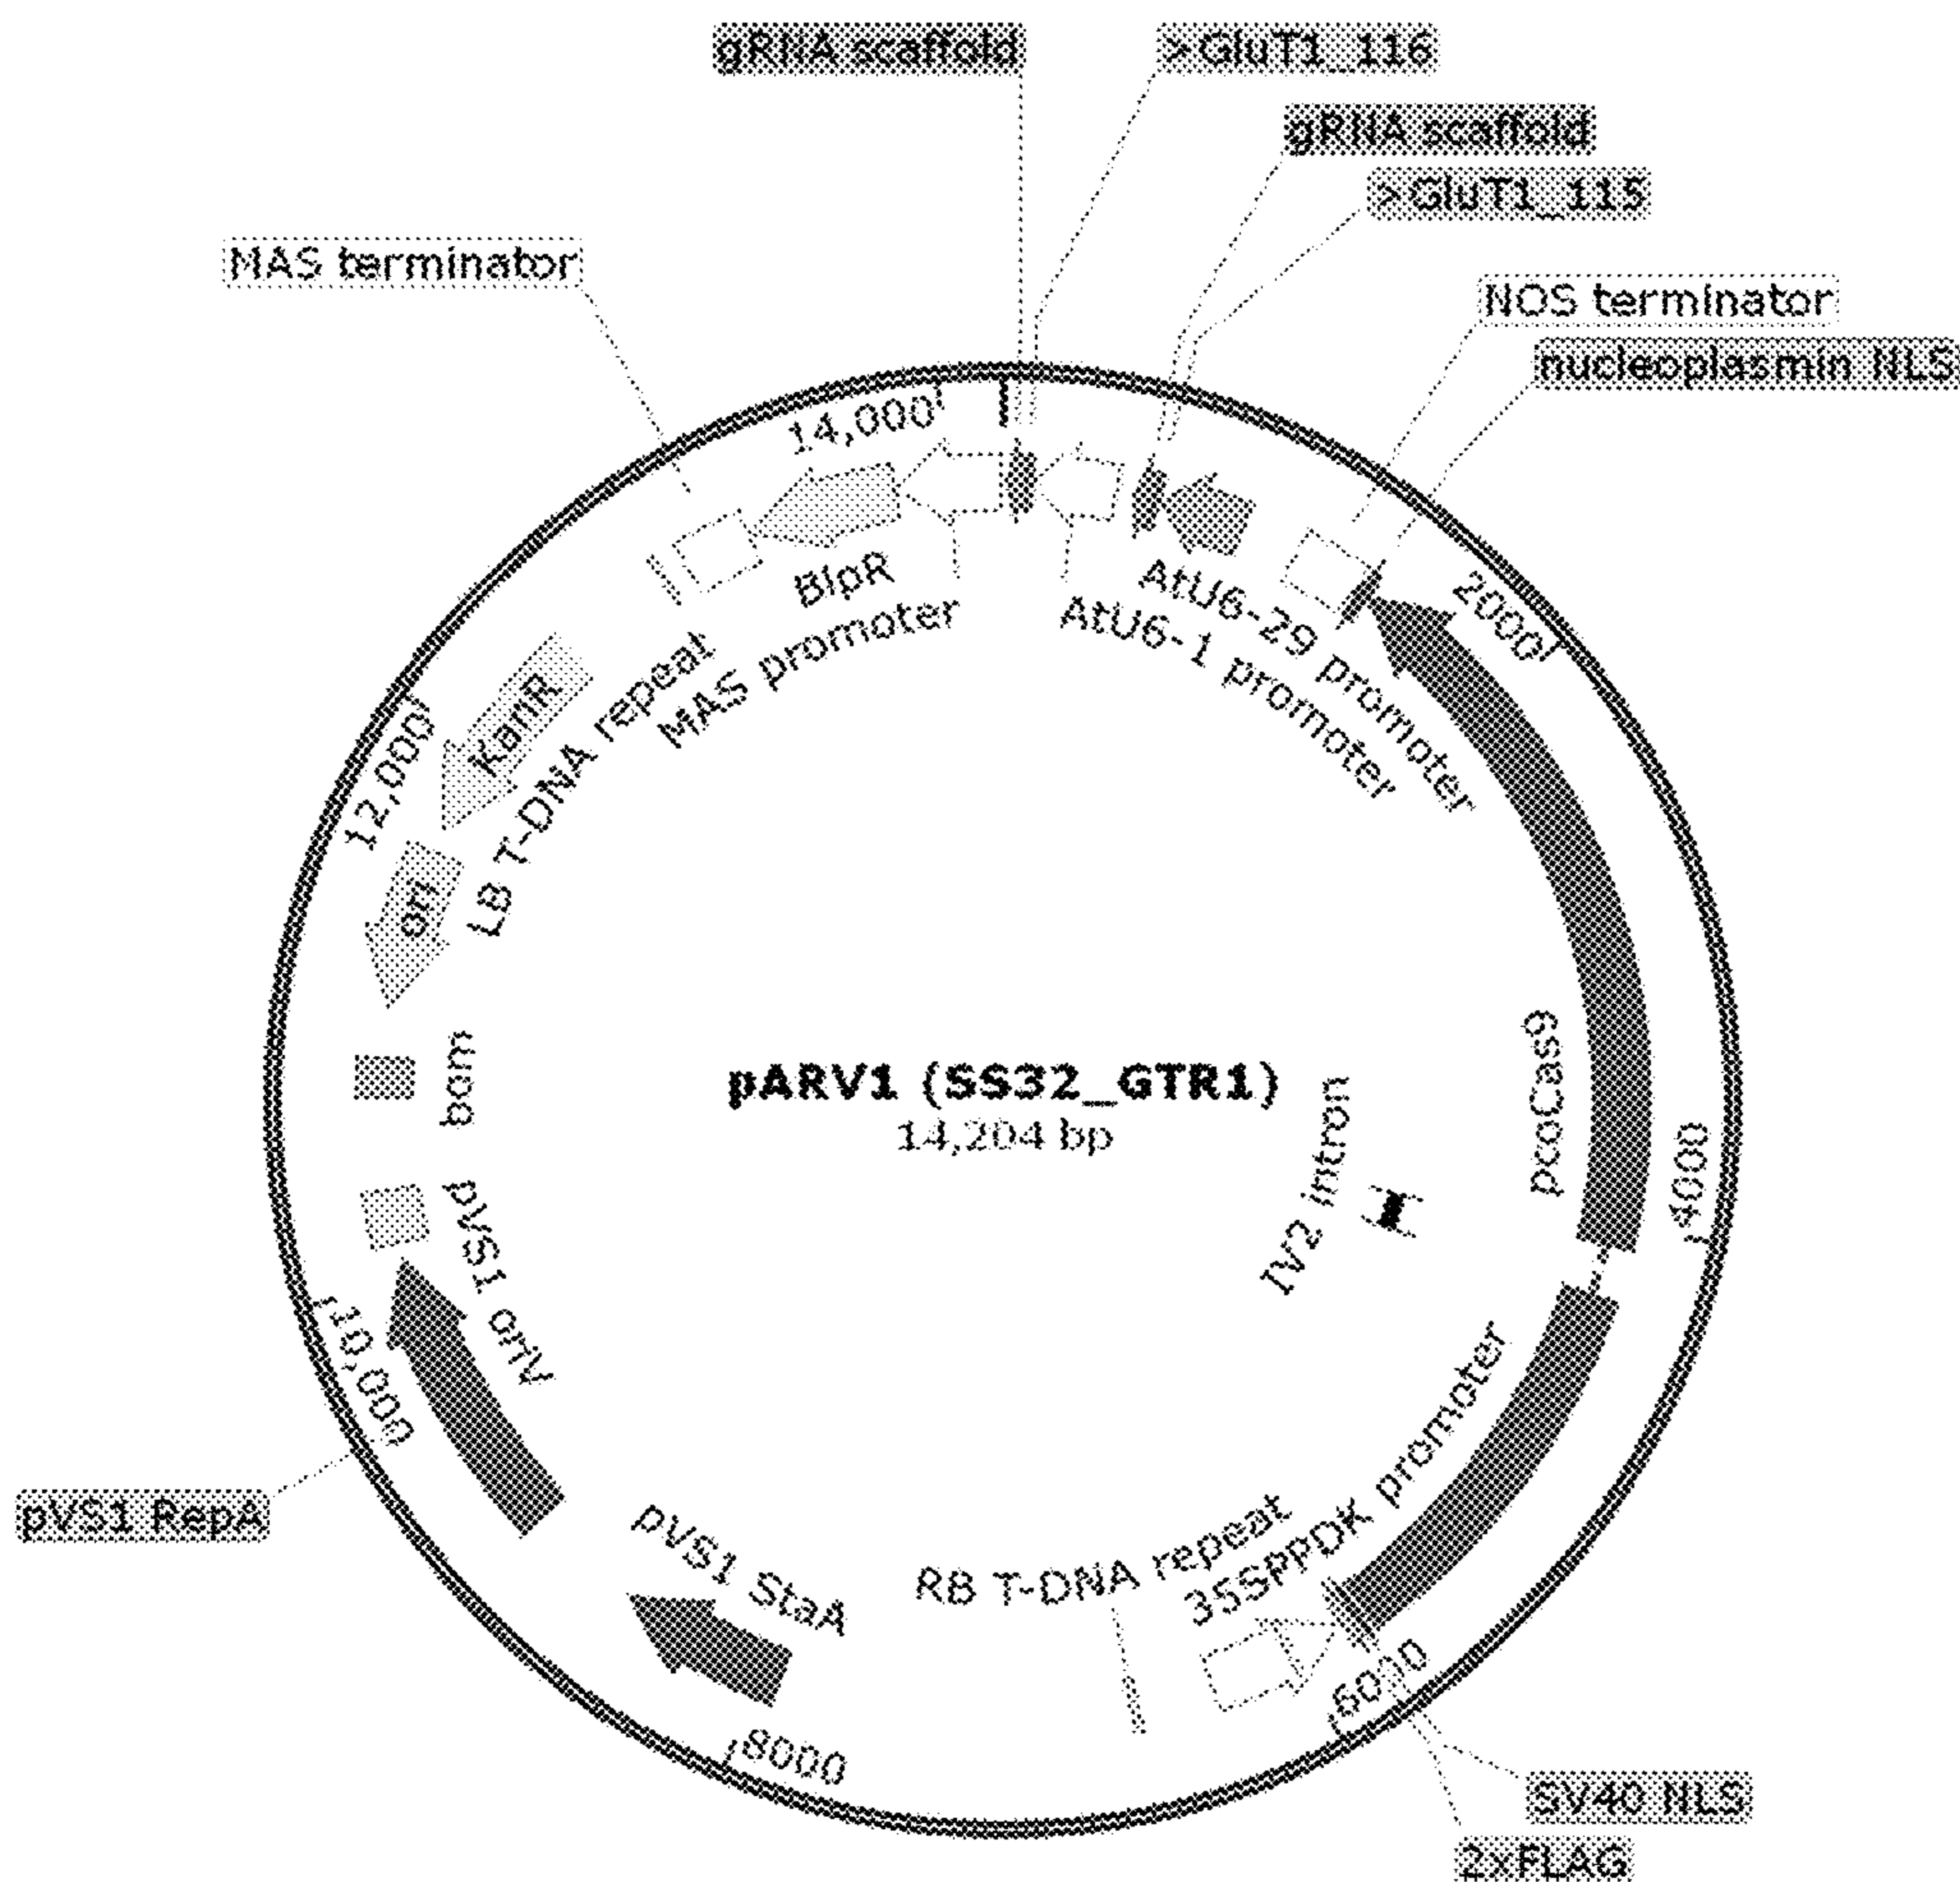 gRNA scaffold
>GluT1_116
gRNA scaffold
>GluT1_115
MAS terminator
NOS terminator
nucleoplasmin NLS
14,000
2000
BlpR
MAS promoter
AtU6-29 promoter
AtU6-1 promoter
LB T-DNA repeat
KanR
12,000
ori
bom
pVS1 oriV
pARV1 (SS32_GTR1)
14,204 bp
pcoCas9
IV2 intron
4000
10,000
pVS1 RepA
pVS1 StaA
RB T-DNA repeat
35SPPDK promoter
6000
8000
SV40 NLS
2xFLAG